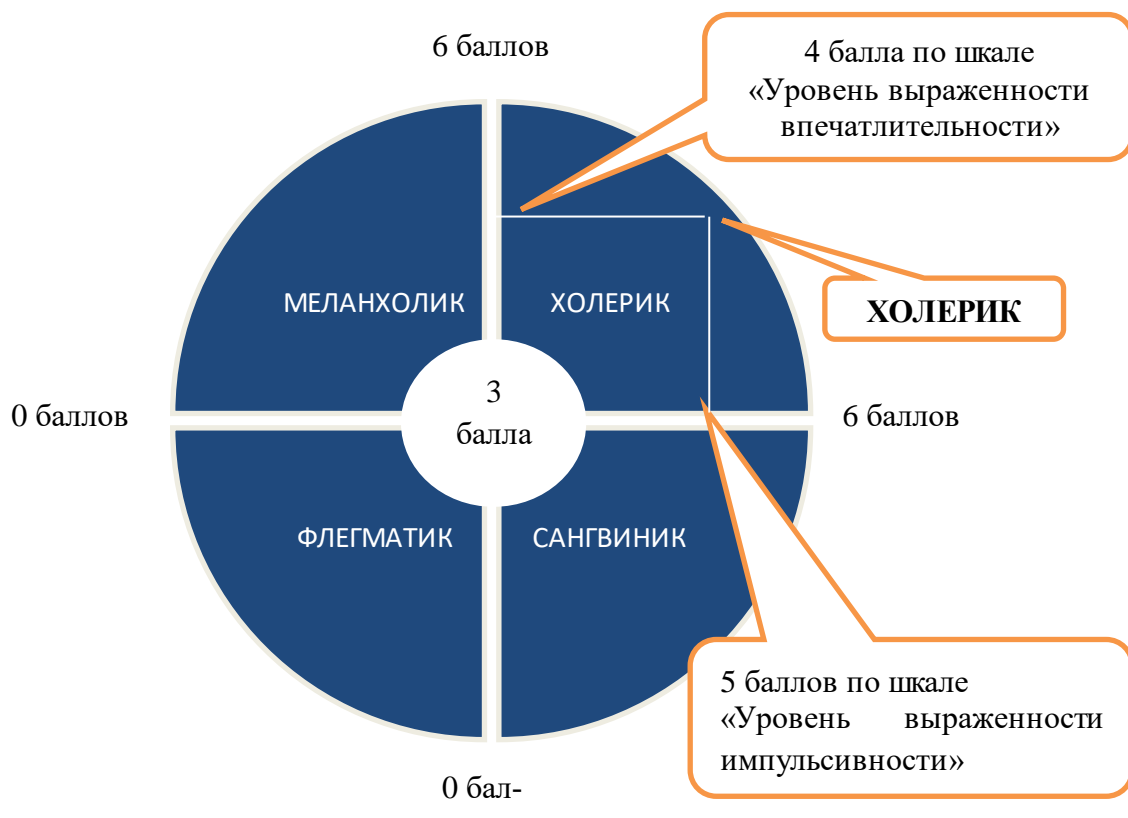 6 баллов
4 балла по шкале
«Уровень выраженности
впечатлительности»
МЕЛАНХОЛИК
ХОЛЕРИК
ХОЛЕРИК
0 баллов
3
балла
6 баллов
ФЛЕГМАТИК
САНГВИНИК
5 баллов по шкале
«Уровень выраженности
импульсивности»
0 бал-